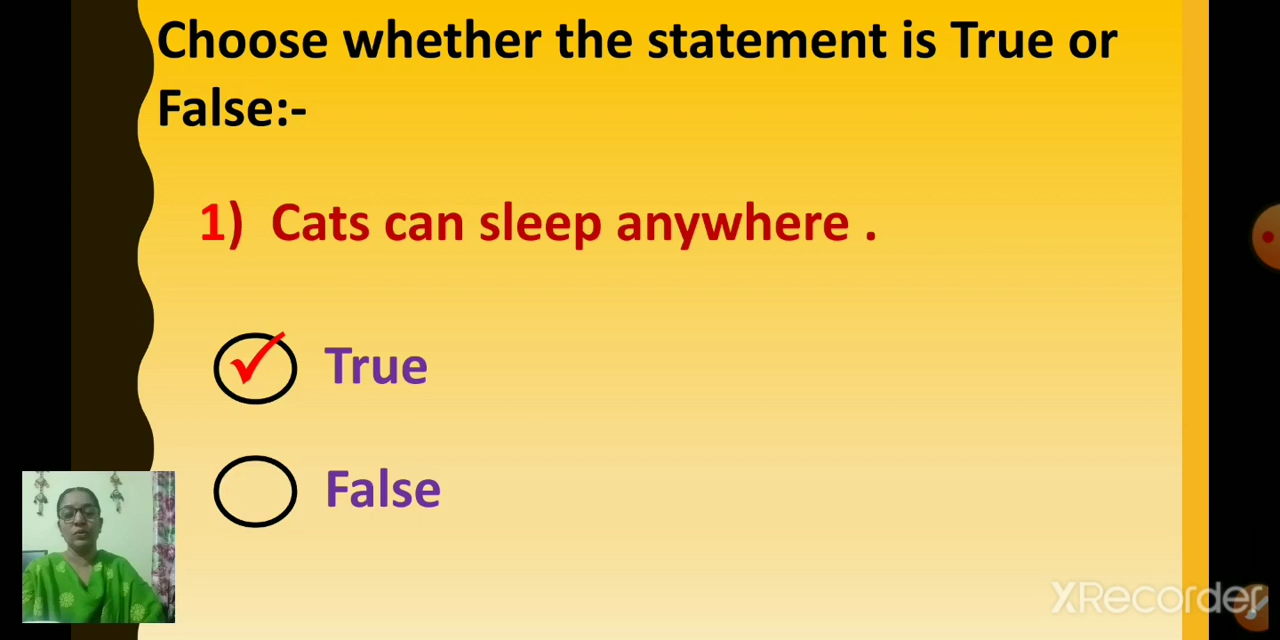 Choose whether the statement is True or
False:-
1) Cats can sleep anywhere .
True
False
XRecorder